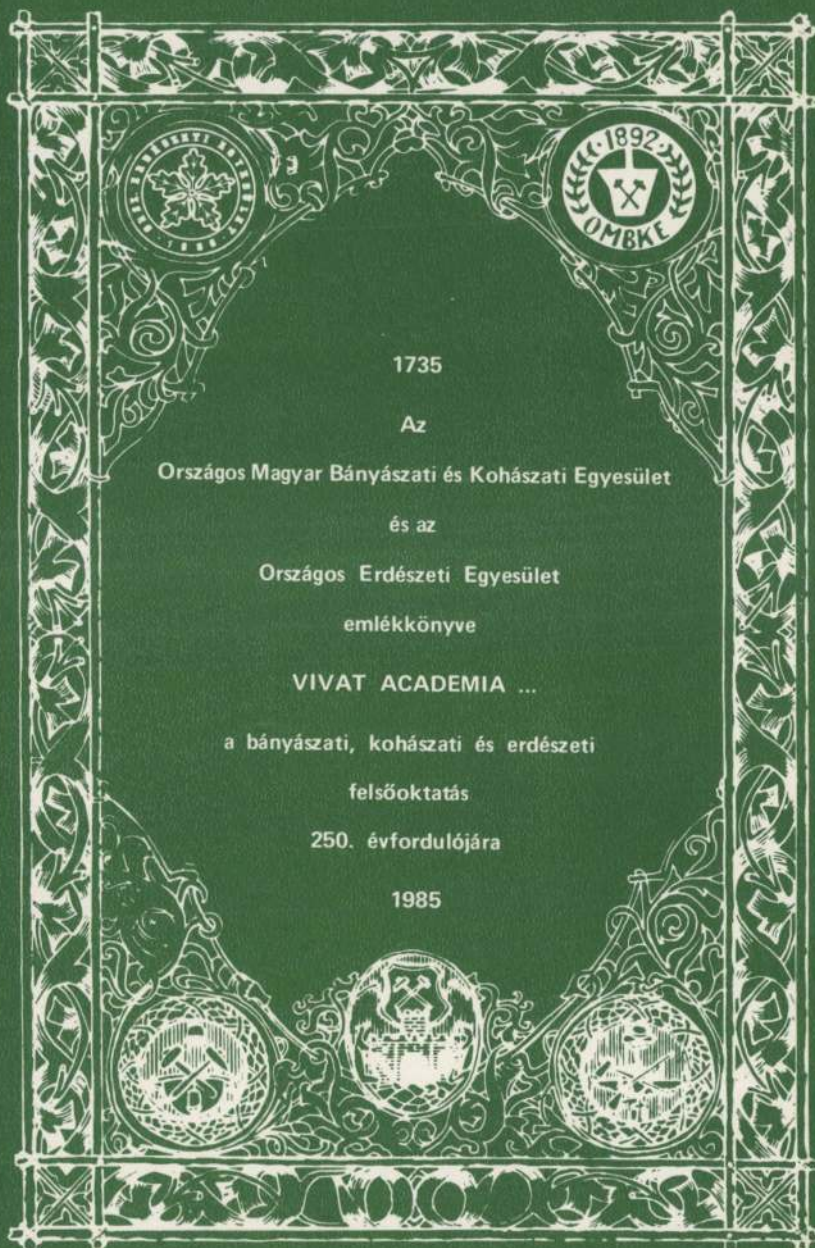 1892
OMBKE
1735
Az
Országos Magyar Bányászati és Kohászati Egyesület
és az
Országos Erdészeti Egyesület
emlékkönyve
VIVAT ACADEMIA ...
a bányászati, kohászati és erdészeti
felsőoktatás
250. évfordulójára
1985